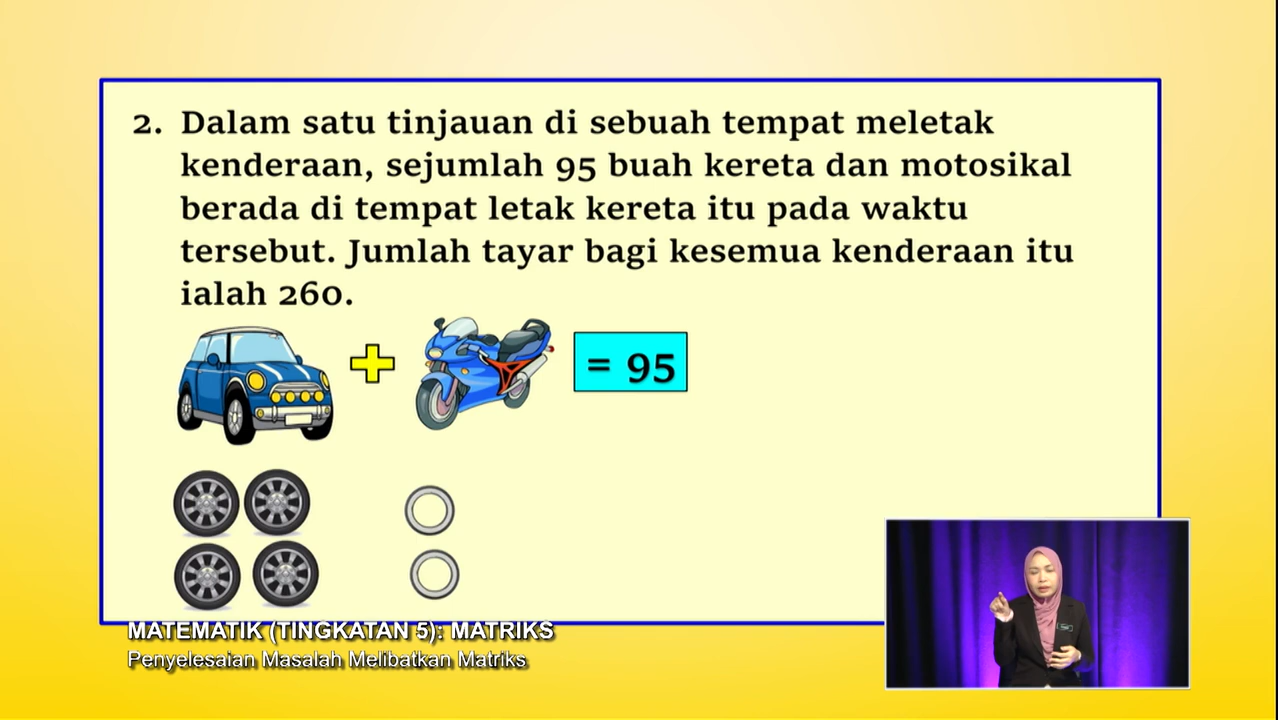 2. Dalam satu tinjauan di sebuah tempat meletak
kenderaan, sejumlah 95 buah kereta dan motosikal
berada di tempat letak kereta itu pada waktu
tersebut. Jumlah tayar bagi kesemua kenderaan itu
ialah 260.
+ = 95
MATEMATIK (TINGKATAN 5): MATRIKS
Penyelesaian Masalah Melibatkan Matriks